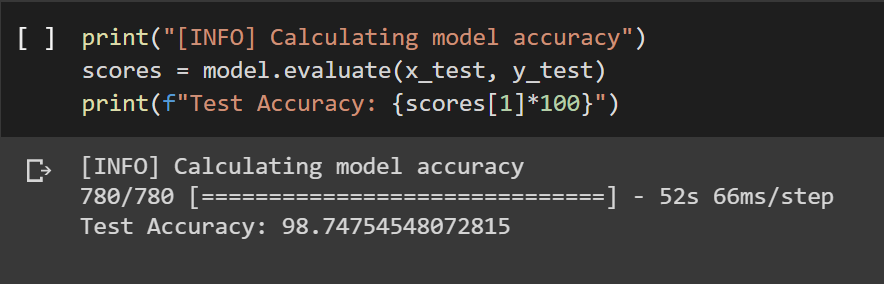 [ ] print("[INFO] Calculating model accuracy")
scores = model.evaluate(x_test, y_test)
print(f"Test Accuracy: {scores[1]*100}")
[INFO] Calculating model accuracy
780/780 [==============================] - 52s 66ms/step
Test Accuracy: 98.74754548072815